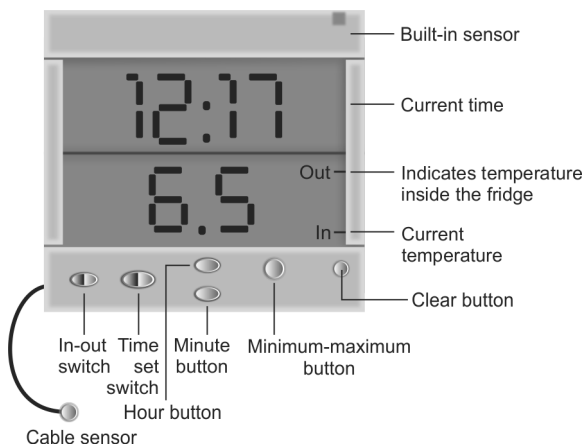 Built-in sensor
12:17
Current time
Out
Indicates temperature
inside the fridge
6.5
In
Current
temperature
Clear button
In-out
switch
Time
set
switch
Minute
button
Minimum-maximum
button
Hour button
Cable sensor